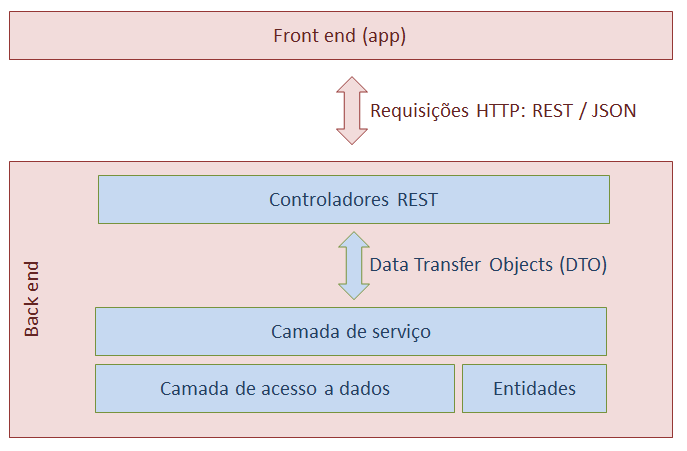 Front end (app)
Requisições HTTP: REST / JSON
Back end
Controladores REST
Data Transfer Objects (DTO)
Camada de serviço
Camada de acesso a dados
Entidades